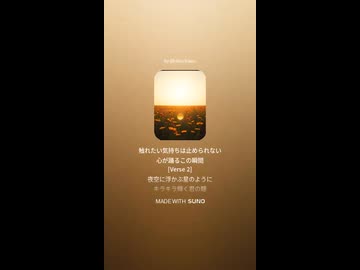 触れたい気持ちは止められない
心が踊るこの瞬間
[Verse 2]
夜空に浮かぶ星のように
キラキラ輝く君の瞳
MADE WITH SUNO